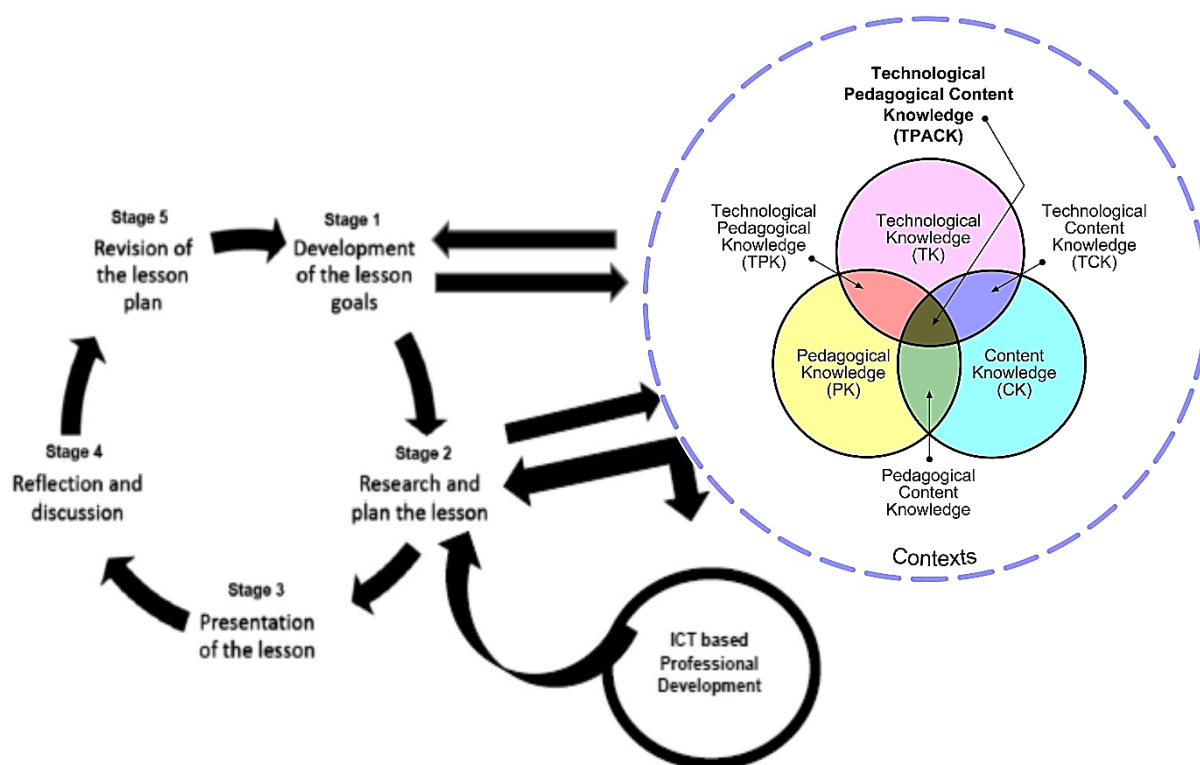 Technological
Pedagogical Content
Knowledge
(TPACK)
Technological
Pedagogical
Knowledge
(TPK)
Technological
Knowledge
(TK)
Technological
Content
Knowledge
(TCK)
Pedagogical
Knowledge
(PK)
Content
Knowledge
(CK)
Pedagogical
Content
Knowledge
Contexts
Stage 1
Development
of the lesson
goals
Stage 2
Research and
plan the lesson
Stage 3
Presentation
of the lesson
Stage 4
Reflection and
discussion
Stage 5
Revision of
the lesson
plan
ICT based
Professional
Development